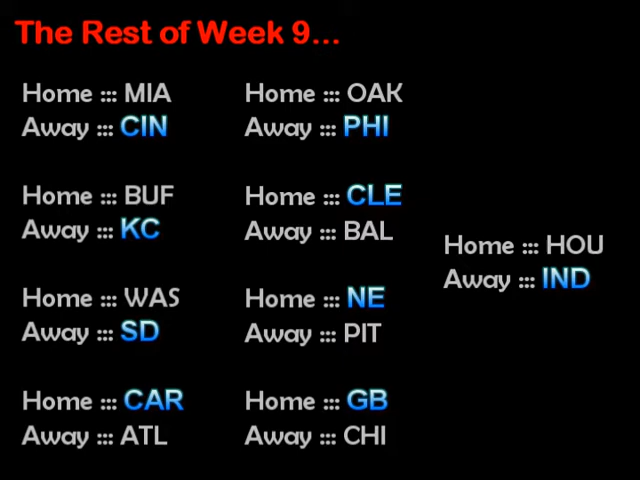 The Rest of Week 9...
Home ::: MIA
Away ::: CIN
Home ::: BUF
Away ::: KC
Home ::: WAS
Away ::: SD
Home ::: CAR
Away ::: ATL
Home ::: OAK
Away ::: PHI
Home ::: CLE
Away ::: BAL
Home ::: NE
Away ::: PIT
Home ::: GB
Away ::: CHI
Home ::: HOU
Away ::: IND